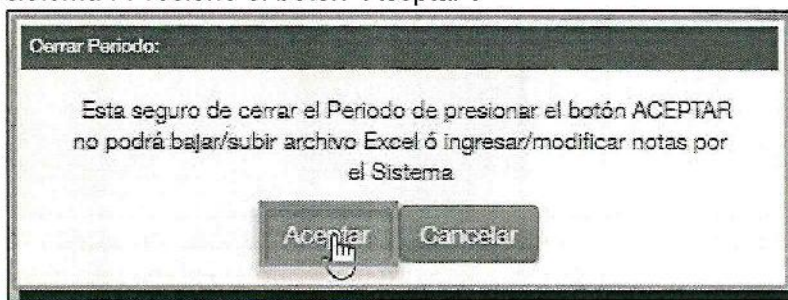 Cerrar Periodo:
Esta seguro de cerrar el Periodo de presionar el botón ACEPTAR
no podrá bajar/subir archivo Excel ó ingresar/modificar notas por
el Sistema
Aceptar Cancelar